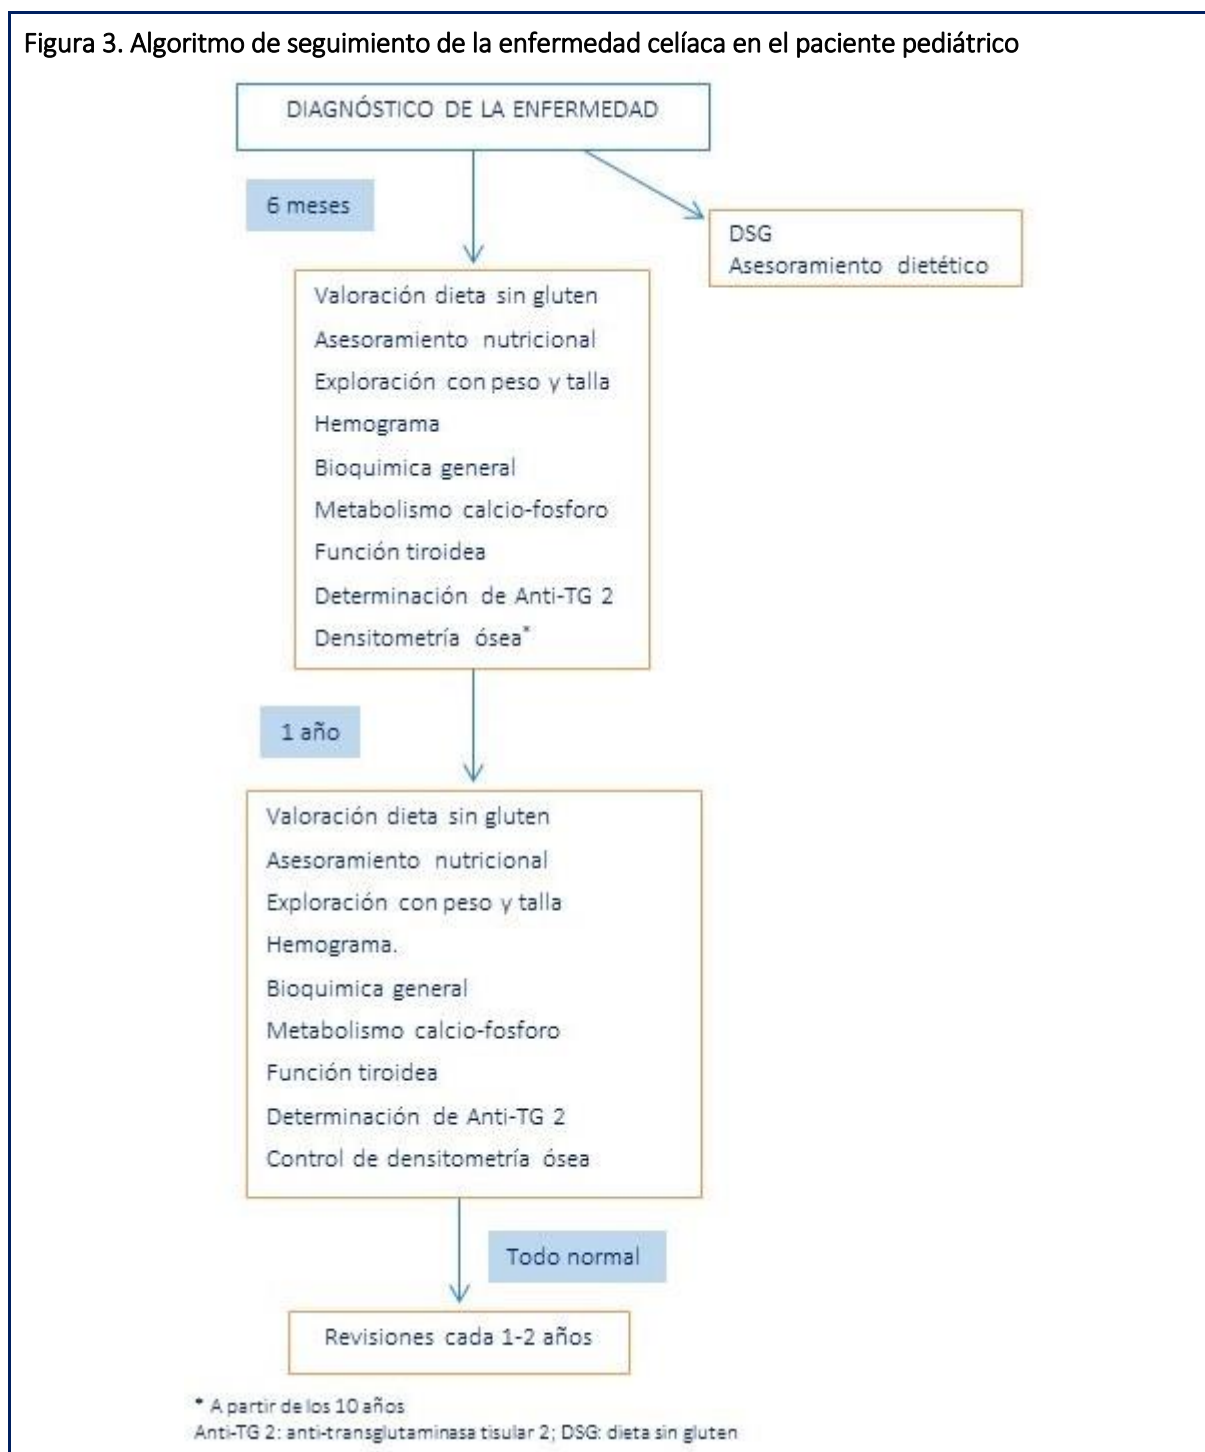 Figura 3. Algoritmo de seguimiento de la enfermedad celíaca en el paciente pediátrico
DIAGNÓSTICO DE LA ENFERMEDAD
6 meses
DSG
Asesoramiento dietético
Valoración dieta sin gluten
Asesoramiento nutricional
Exploración con peso y talla
Hemograma
Bioquimica general
Metabolismo calcio-fosforo
Función tiroidea
Determinación de Anti-TG 2
Densitometría ósea*
1 año
Valoración dieta sin gluten
Asesoramiento nutricional
Exploración con peso y talla
Hemograma.
Bioquimica general
Metabolismo calcio-fosforo
Función tiroidea
Determinación de Anti-TG 2
Control de densitometría ósea
Todo normal
Revisiones cada 1-2 años
* A partir de los 10 años
Anti-TG 2: anti-transglutaminasa tisular 2; DSG: dieta sin gluten